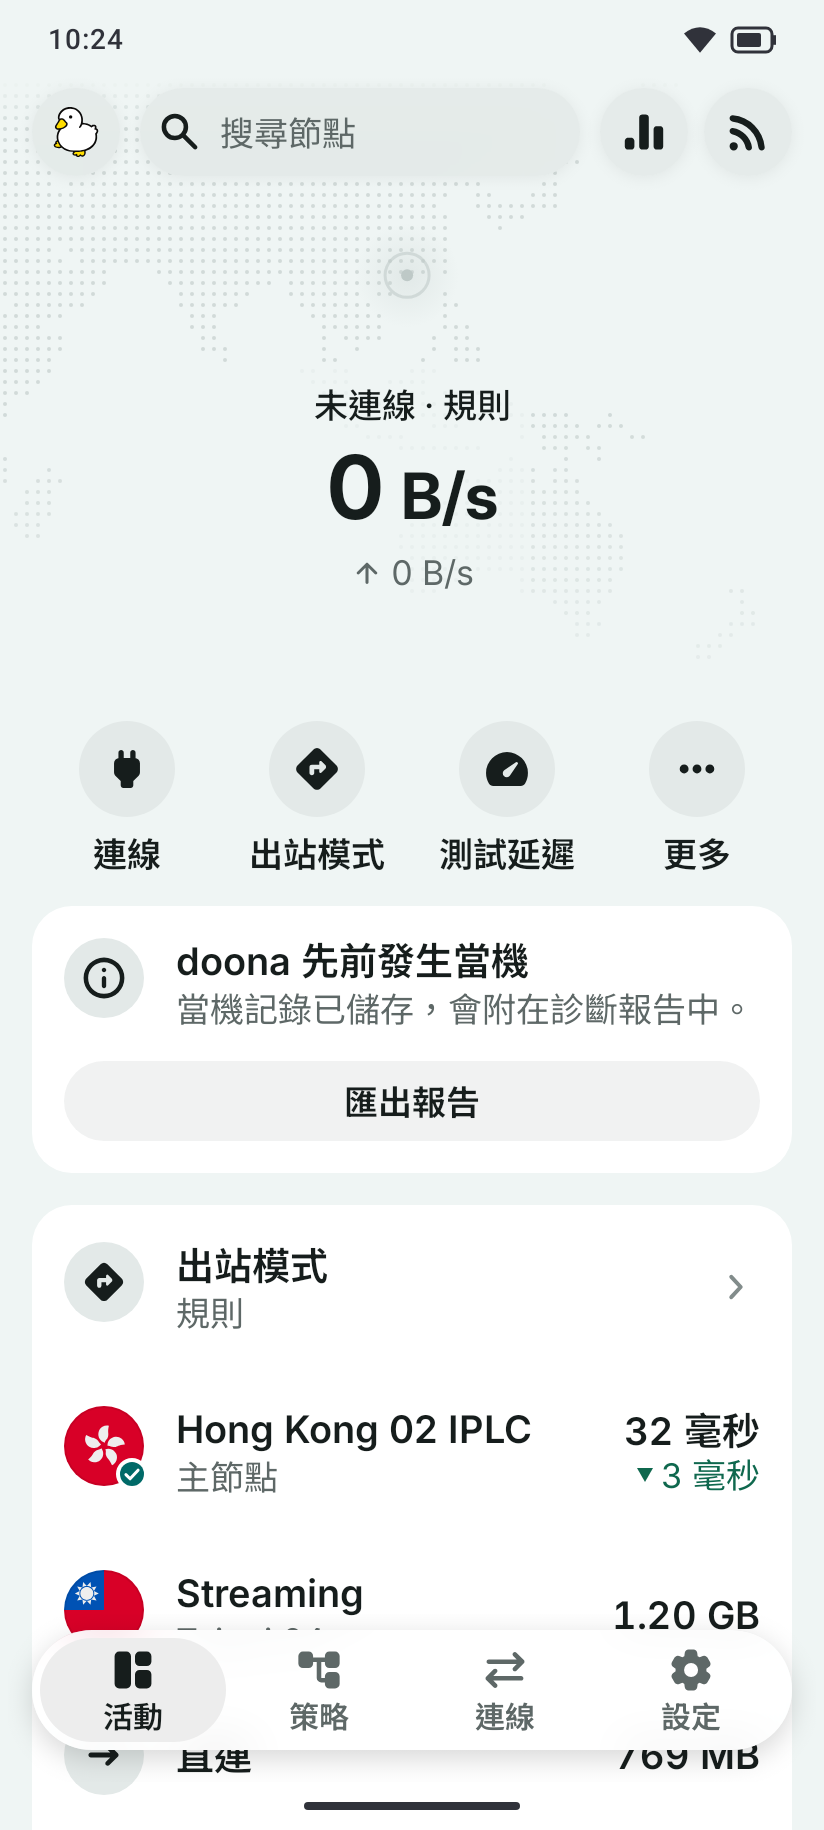 10:24
搜尋節點
未連線 · 規則
0 B/s
↑ 0 B/s
連線
出站模式
測試延遲
更多
doona 先前發生當機
當機記錄已儲存，會附在診斷報告中。
匯出報告
出站模式
規則
Hong Kong 02 IPLC
32 毫秒
主節點
▼3 毫秒
Streaming
1.20 GB
活動
策略
連線
設定
直連
769 MB